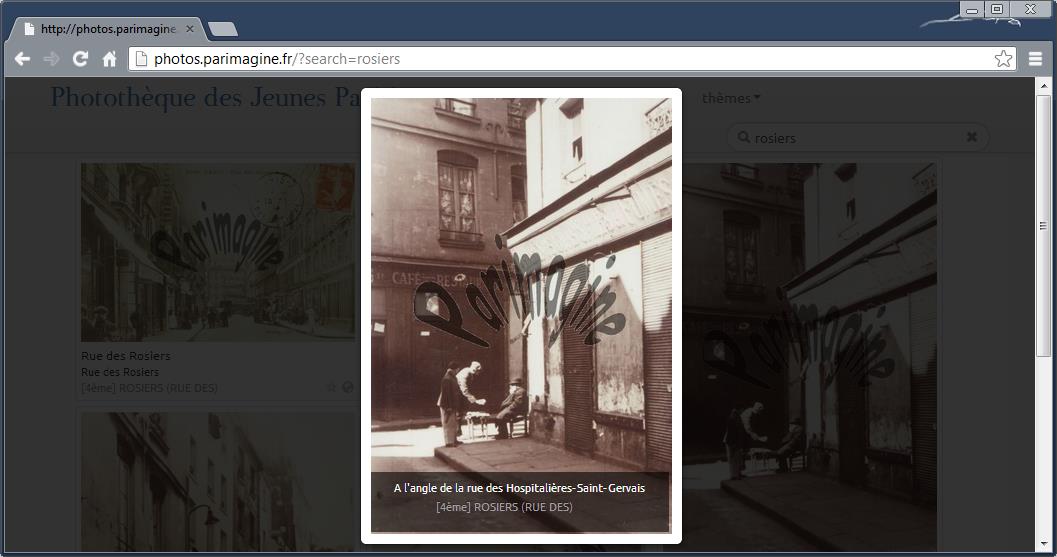 http://photos.parimagine.
photos.parimagine.fr/?search=rosiers
Photothèque des Jeunes Pa
thèmes
rosiers
Parimagine
Rue des Rosiers
Rue des Rosiers
[4ème] ROSIERS (RUE DES)
CAFÉ RES
Parimagine
A l'angle de la rue des Hospitalières-Saint-Gervais
[4ème] ROSIERS (RUE DES)
Parimagine